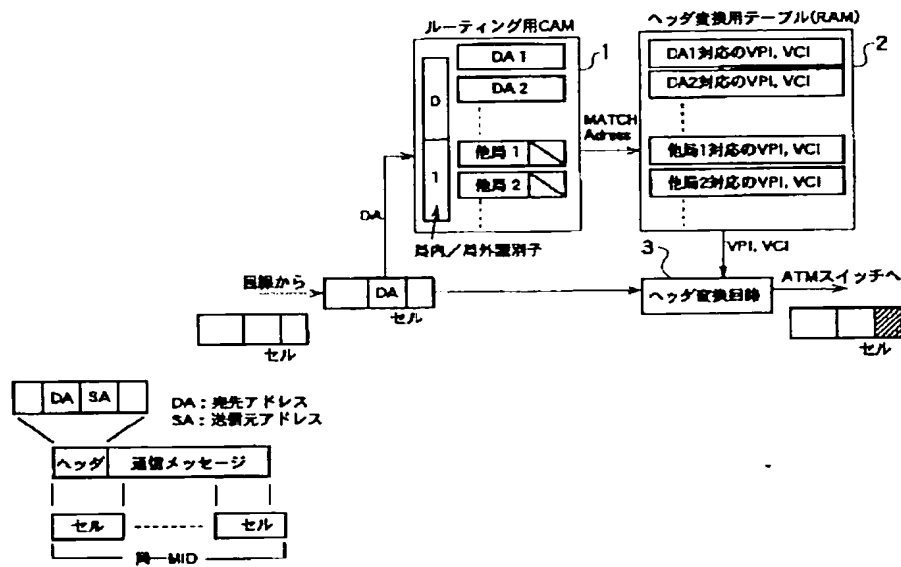 ルーティング用CAM
ヘッダ変換用テーブル(RAM)
1
2
DA 1
DA 2
D
1
他局 1
他局 2
MATCH
Adress
DA1対応のVPI, VCI
DA2対応のVPI, VCI
他局1対応のVPI, VCI
他局2対応のVPI, VCI
DA
局内/局外識別子
VPI, VCI
3
回線から
DA
セル
ヘッダ変換回路
ATMスイッチへ
セル
セル
DA SA
DA:宛先アドレス
SA:送信元アドレス
ヘッダ 通信メッセージ
セル セル
同一MID